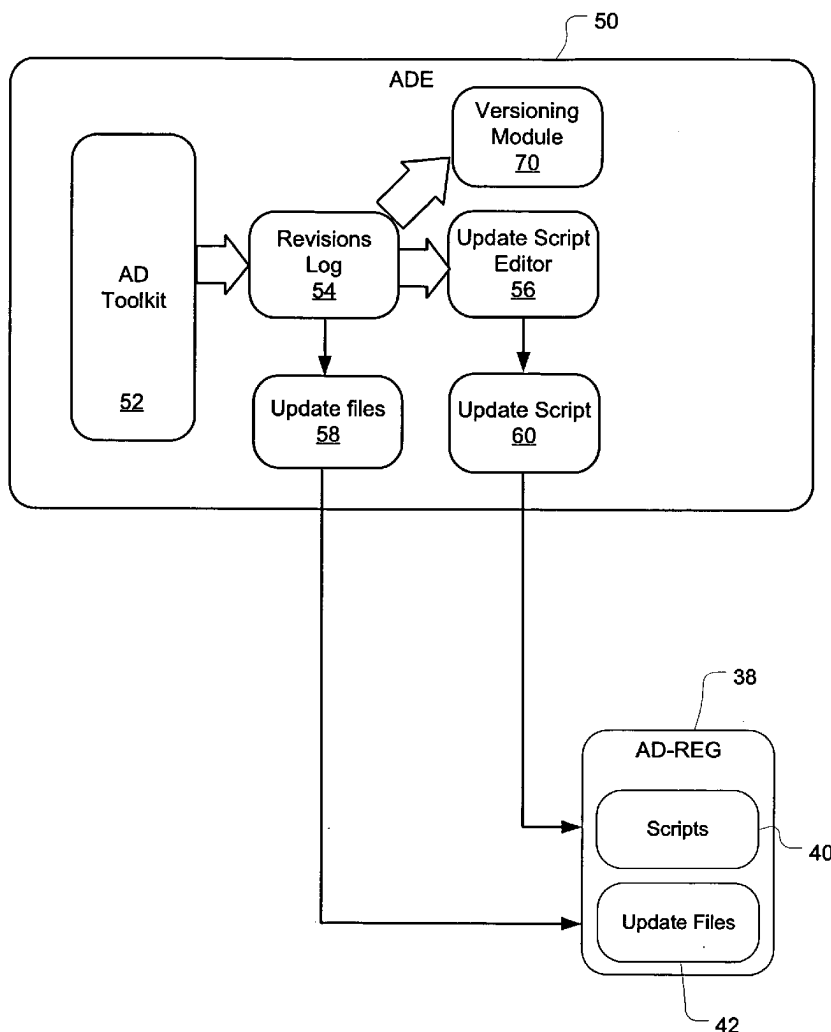 50
ADE
Versioning
Module
70
AD
Toolkit
52
Revisions
Log
54
Update Script
Editor
56
Update files
58
Update Script
60
38
AD-REG
Scripts
40
Update Files
42